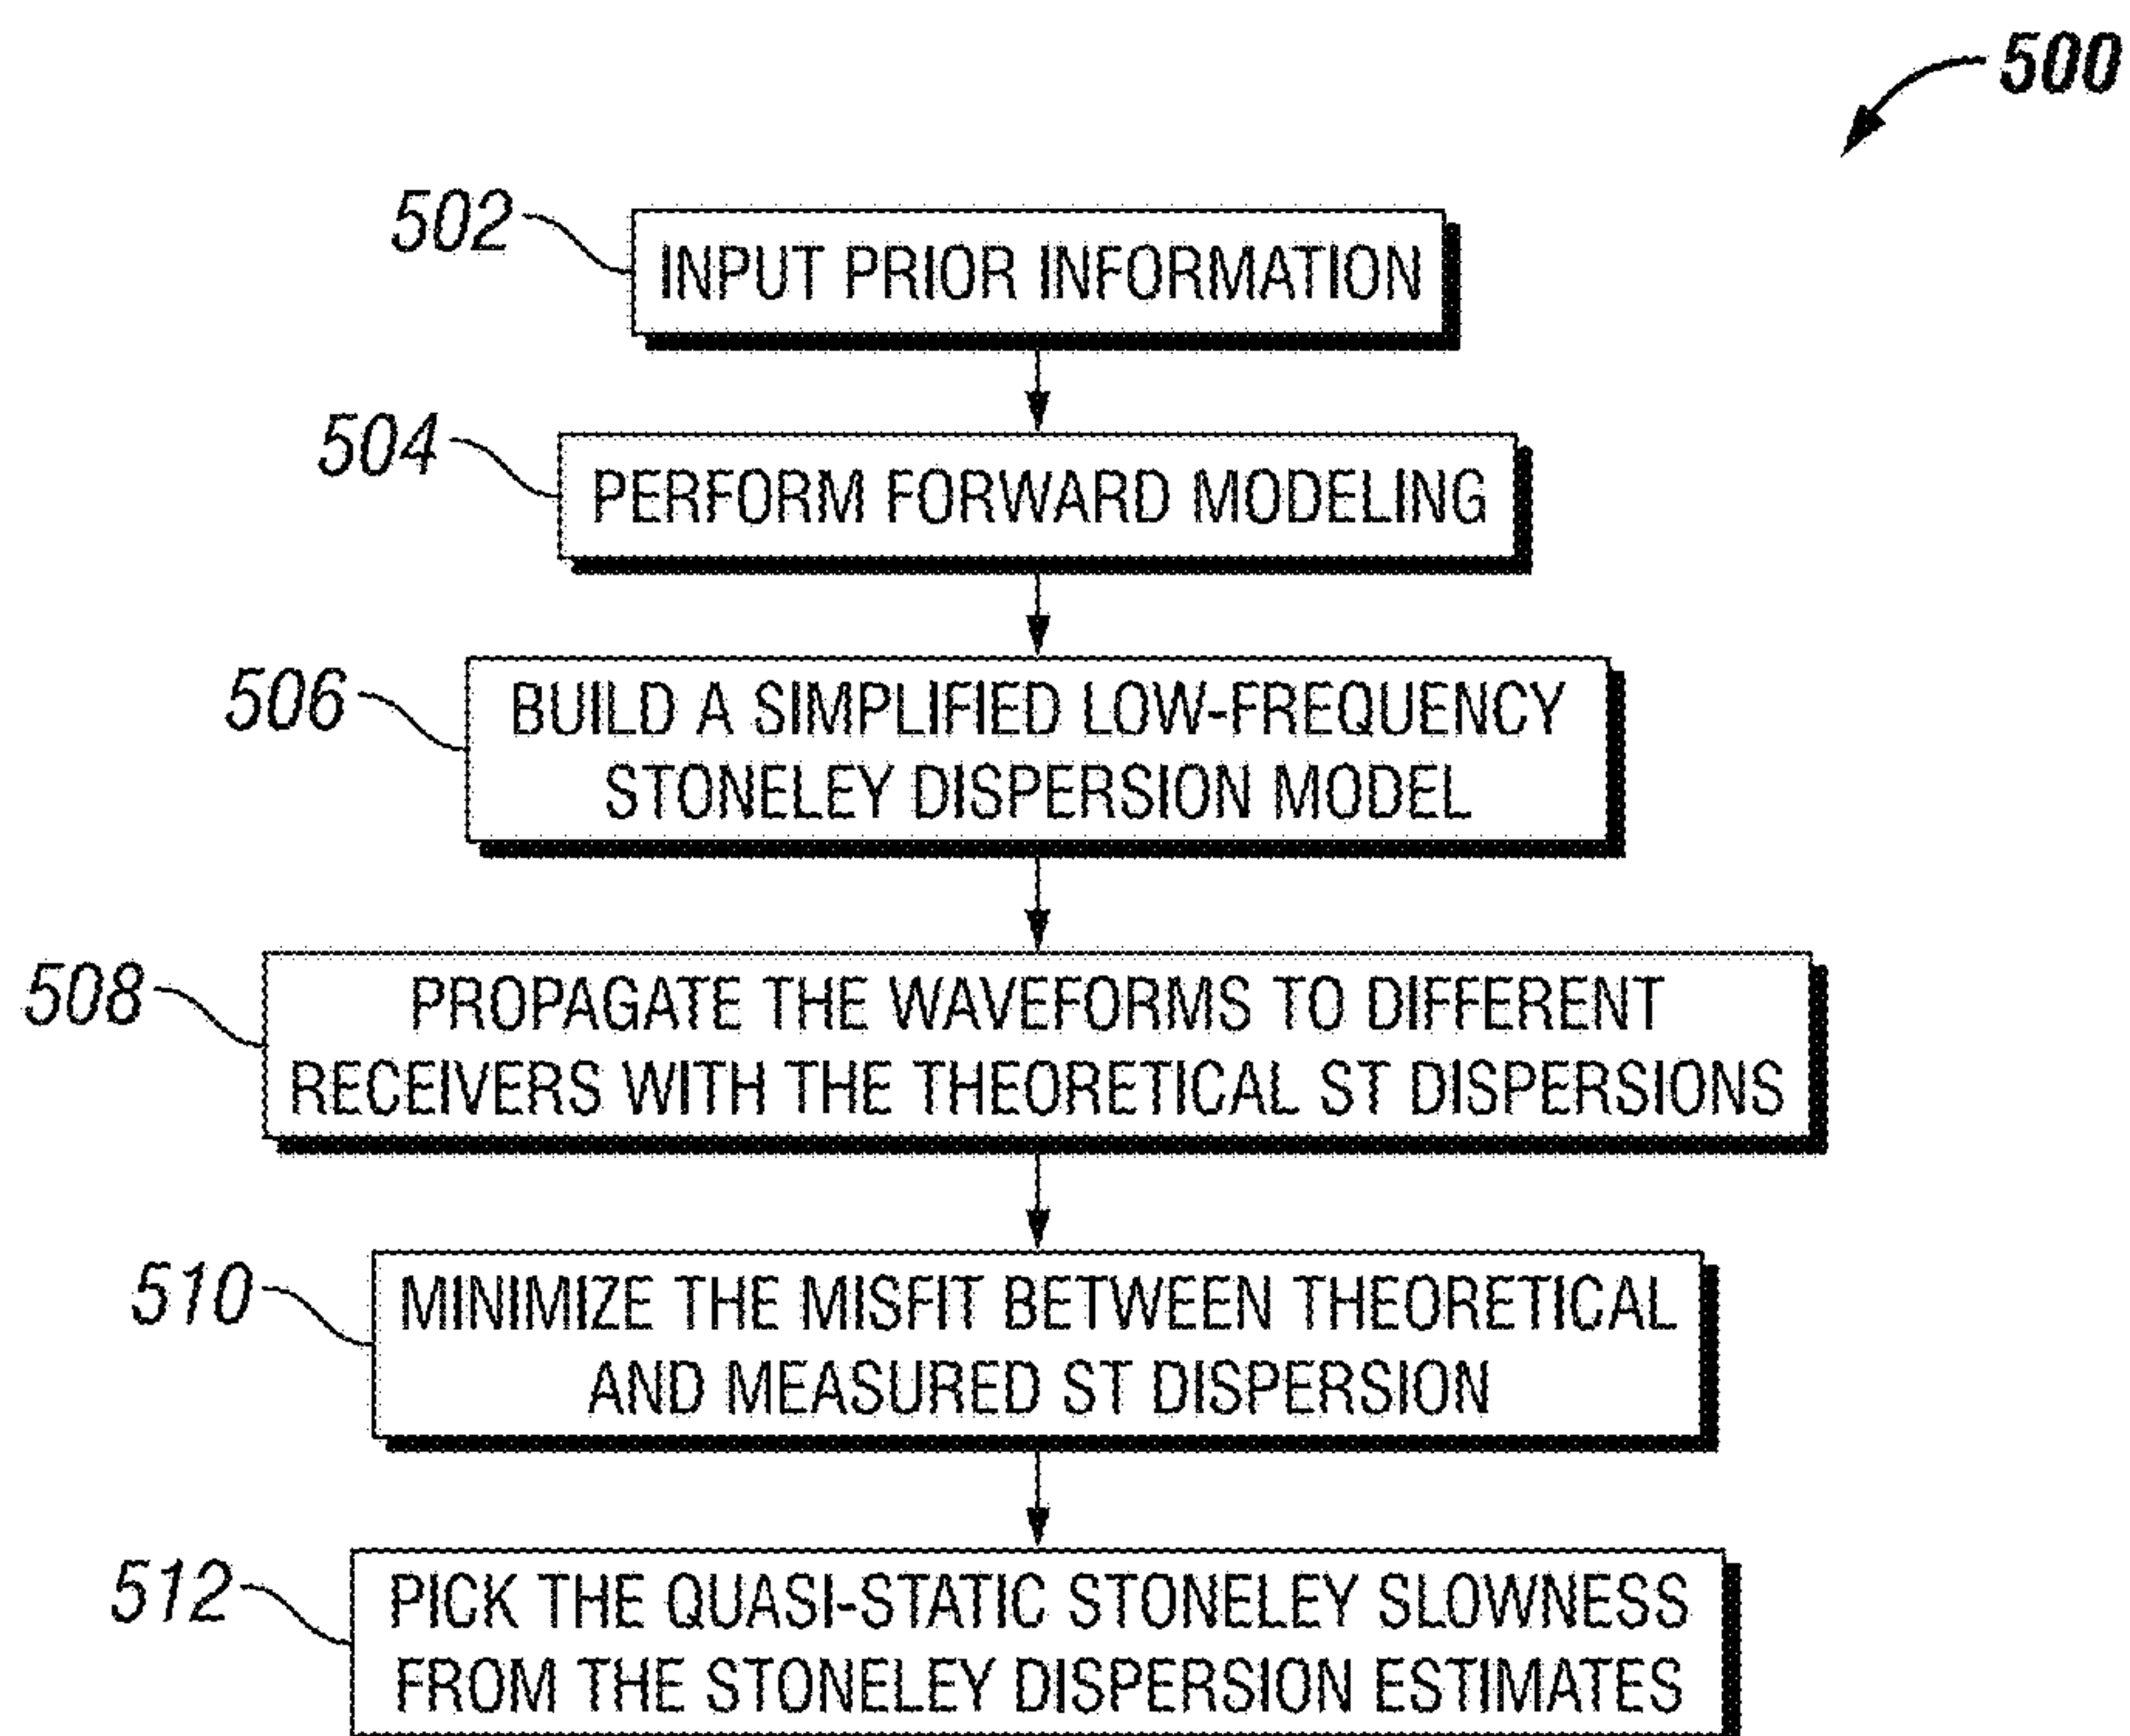 500
502
INPUT PRIOR INFORMATION
504
PERFORM FORWARD MODELING
506
BUILD A SIMPLIFIED LOW-FREQUENCY
STONELEY DISPERSION MODEL
508
PROPAGATE THE WAVEFORMS TO DIFFERENT
RECEIVERS WITH THE THEORETICAL ST DISPERSIONS
510
MINIMIZE THE MISFIT BETWEEN THEORETICAL
AND MEASURED ST DISPERSION
512
PICK THE QUASI-STATIC STONELEY SLOWNESS
FROM THE STONELEY DISPERSION ESTIMATES